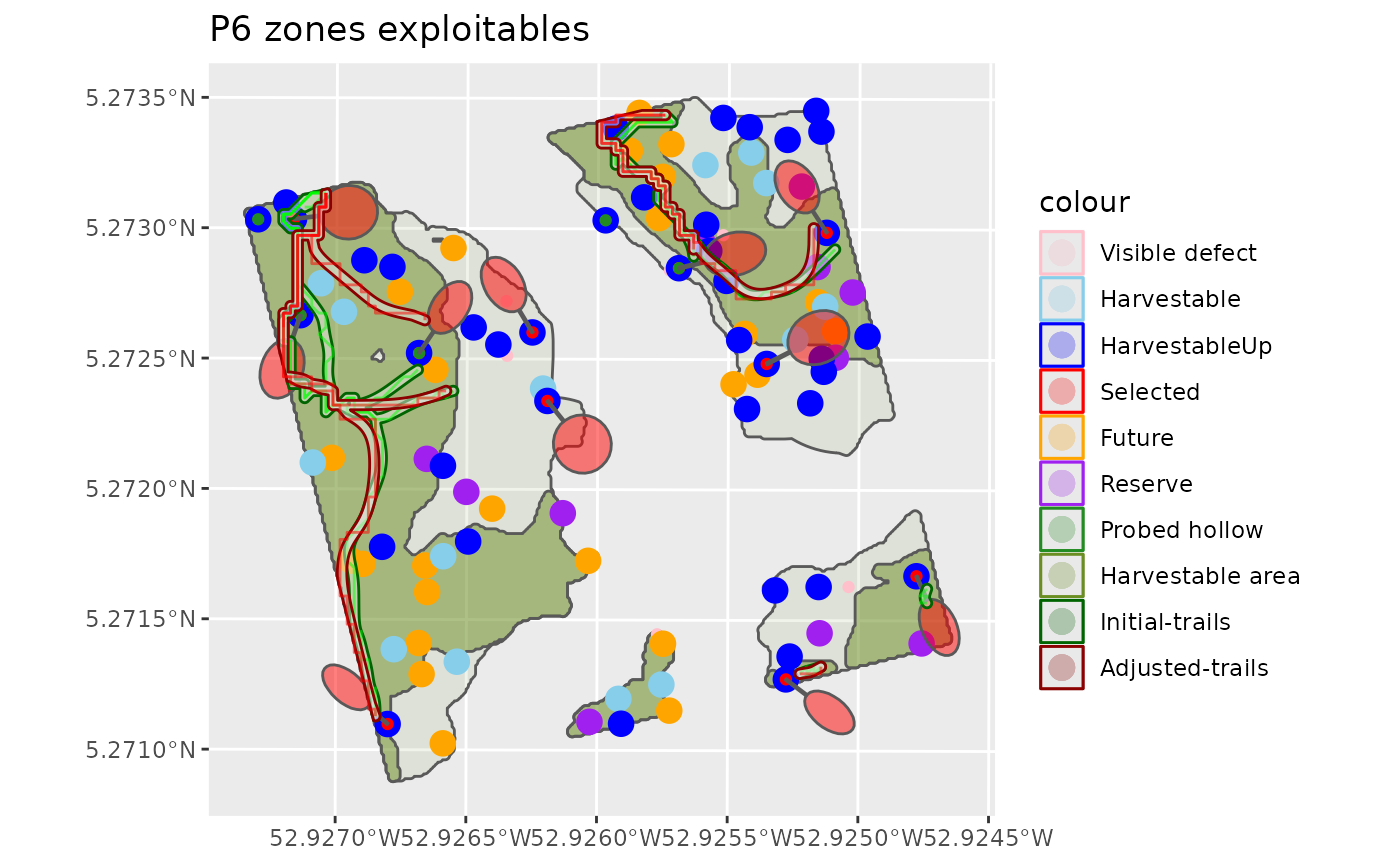 P6 zones exploitables
5.2735°N
5.2730°N
5.2725°N
5.2720°N
5.2715°N
5.2710°N
52.9270°W52.9265°W52.9260°W52.9255°W52.9250°W52.9245°W
colour
Visible defect
Harvestable
HarvestableUp
Selected
Future
Reserve
Probed hollow
Harvestable area
Initial-trails
Adjusted-trails